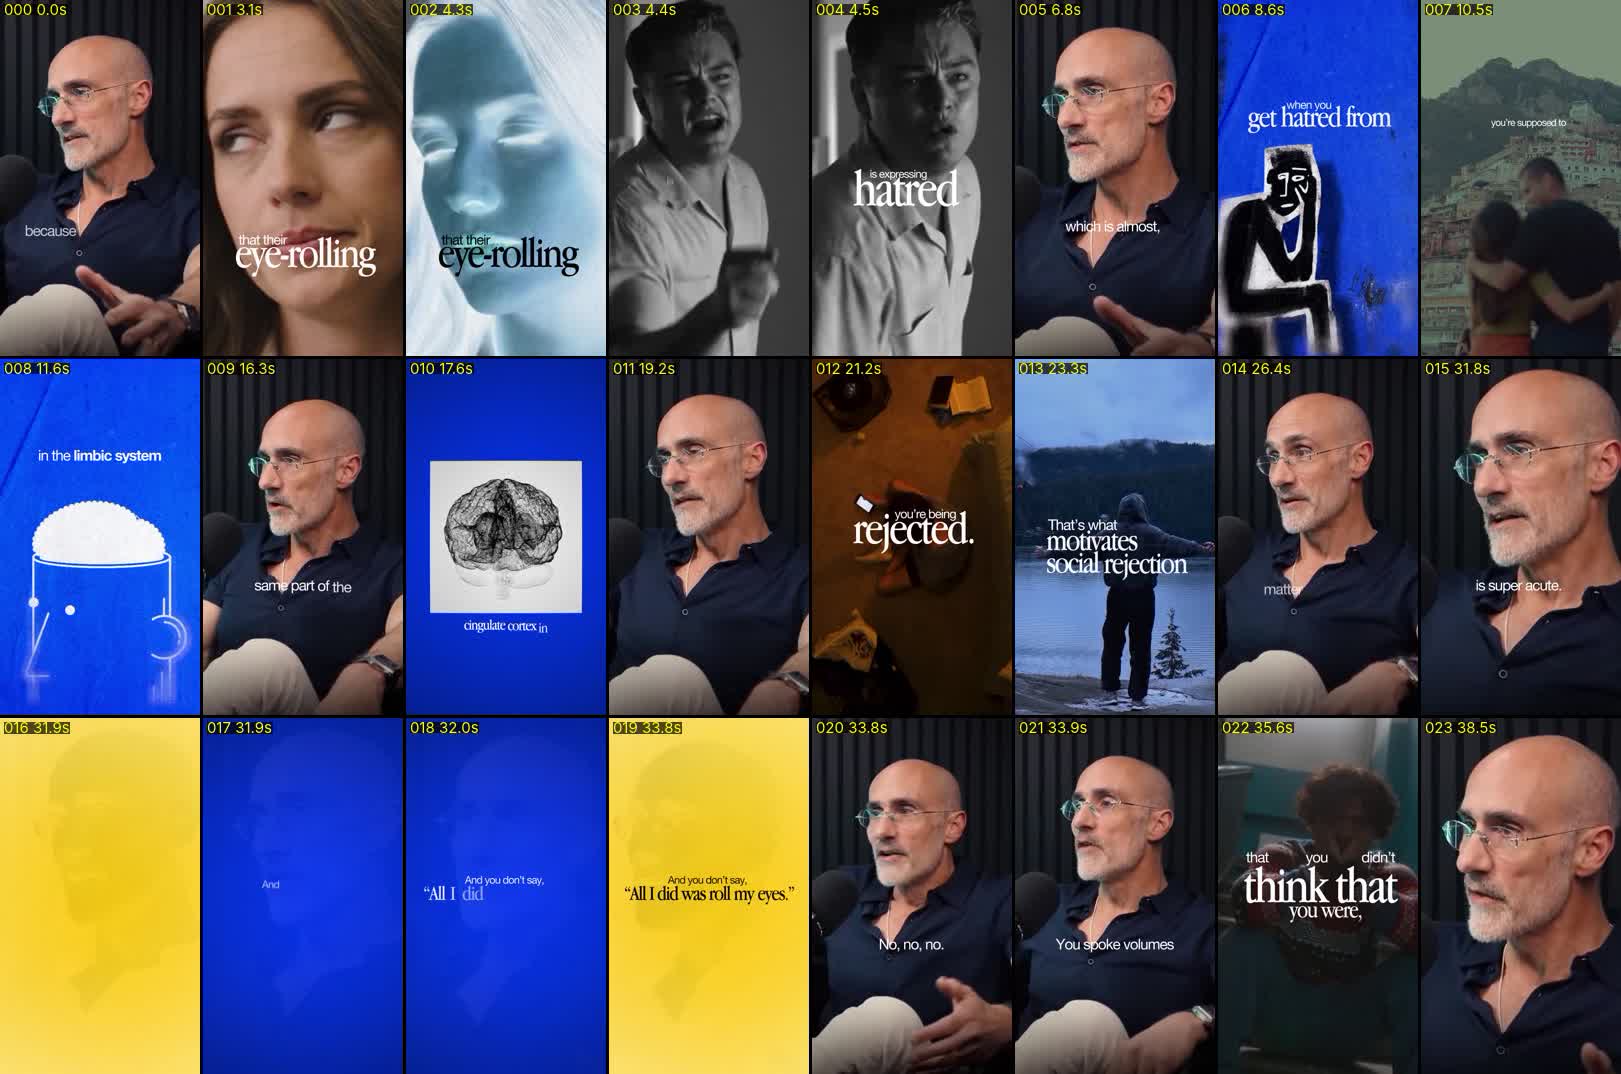 000 0.0s
because
001 3.1s
that their
eye-rolling
002 4.3s
that their
eye-rolling
003 4.4s
004 4.5s
is expressing
hatred
005 6.8s
which is almost,
006 8.6s
when you
get hatred from
007 10.5s
you're supposed to
008 11.6s
in the limbic system
009 16.3s
same part of the
010 17.6s
cingulate cortex in
011 19.2s
012 21.2s
you're being
rejected.
013 23.3s
That's what
motivates
social rejection
014 26.4s
matter
015 31.8s
is super acute.
016 31.9s
017 31.9s
And
018 32.0s
And you don't say,
“All I did
019 33.8s
And you don't say,
“All I did was roll my eyes.”
020 33.8s
No, no, no.
021 33.9s
You spoke volumes
022 35.6s
that you didn't
think that
you were,
023 38.5s